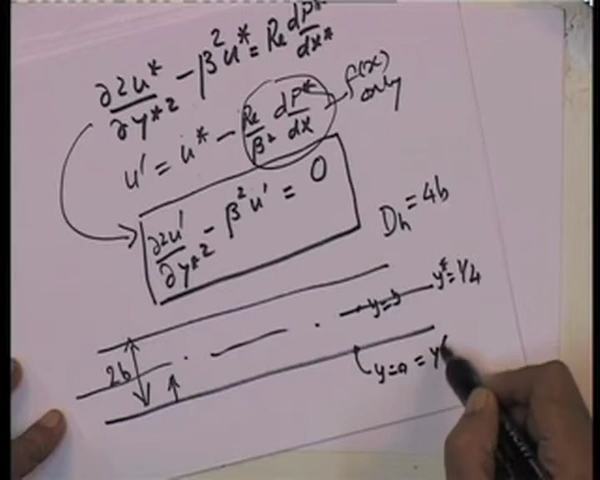 ∂2u*/∂y*2 − β²u* = Re dP*/dx*
u' = u* − Re/β² dP*/dx f(x) only
∂2u'/∂y*2 − β²u' = 0
Dh = 4b
y* = 1/4
y=b
2b
y=0 = y